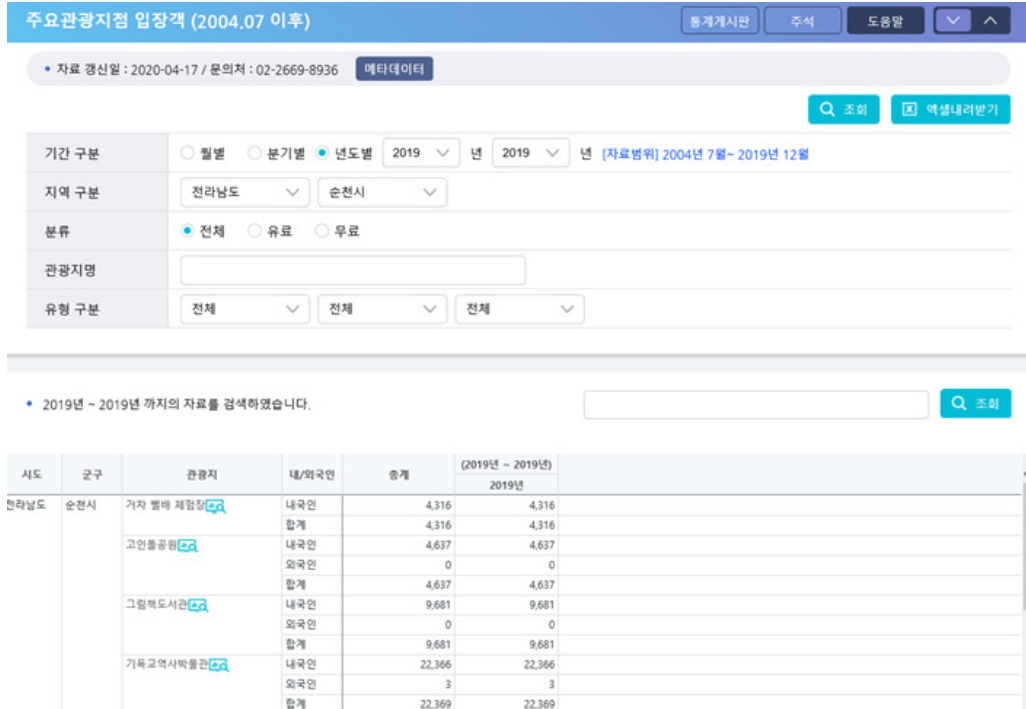 주요관광지점 입장객 (2004.07 이후)
통계게시판 주석 도움말
• 자료 갱신일 : 2020-04-17 / 문의처 : 02-2669-8936 메타데이터
조회 엑셀내려받기
기간 구분 월별 분기별 년도별 2019 년 2019 년 [자료범위] 2004년 7월~ 2019년 12월
지역 구분 전라남도 순천시
분류 전체 유료 무료
관광지명
유형 구분 전체 전체 전체
• 2019년 ~ 2019년 까지의 자료를 검색하였습니다. 조회
시도 군구 관광지 내/외국인 총계 (2019년 ~ 2019년)
2019년
전라남도 순천시 거차 뻘배 체험장 내국인 4,316 4,316
합계 4,316 4,316
고인돌공원 내국인 4,637 4,637
외국인 0 0
합계 4,637 4,637
그림책도서관 내국인 9,681 9,681
외국인 0 0
합계 9,681 9,681
기독교역사박물관 내국인 22,366 22,366
외국인 3 3
합계 22,369 22,369